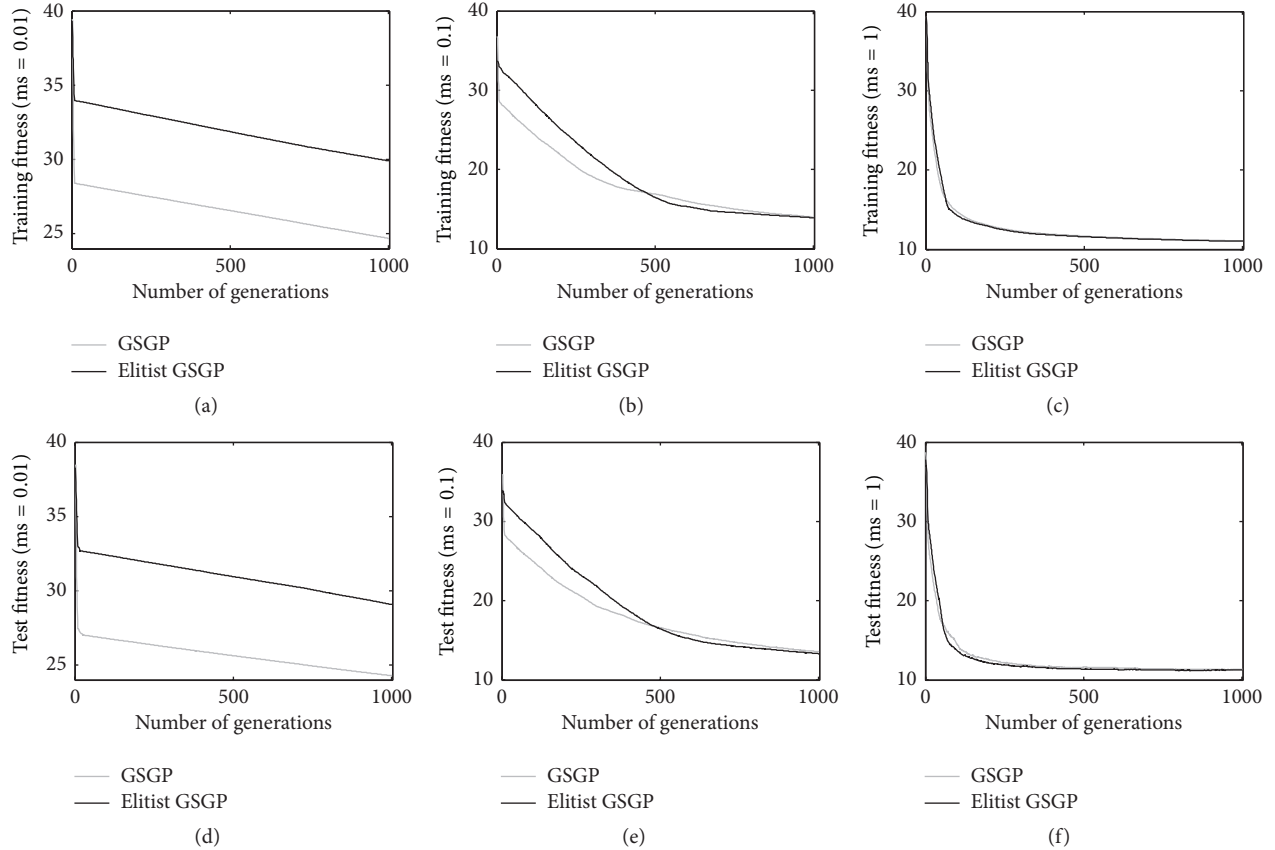 Training fitness (ms = 0.01)
40
35
30
25
0
500
1000
Number of generations
GSGP
Elitist GSGP
(a)
Training fitness (ms = 0.1)
40
30
20
10
0
500
1000
Number of generations
GSGP
Elitist GSGP
(b)
Training fitness (ms = 1)
40
30
20
10
0
500
1000
Number of generations
GSGP
Elitist GSGP
(c)
Test fitness (ms = 0.01)
40
35
30
25
0
500
1000
Number of generations
GSGP
Elitist GSGP
(d)
Test fitness (ms = 0.1)
40
30
20
10
0
500
1000
Number of generations
GSGP
Elitist GSGP
(e)
Test fitness (ms = 1)
40
30
20
10
0
500
1000
Number of generations
GSGP
Elitist GSGP
(f)